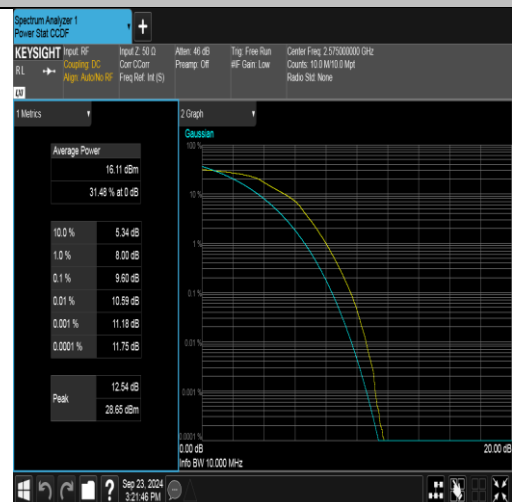 Spectrum Analyzer 1
Power Stat CCDF
+
KEYSIGHT
RL
Input: RF
Coupling: DC
Align: Auto/No RF
Input Z: 50 Ω
Corr CCorr
Freq Ref: Int (S)
Atten: 46 dB
Preamp: Off
Trig: Free Run
#IF Gain: Low
Center Freq: 2.575000000 GHz
Counts: 10.0 M/10.0 Mpt
Radio Std: None
1 Metrics
Average Power
16.11 dBm
31.48 % at 0 dB
10.0 % 5.34 dB
1.0 % 8.00 dB
0.1 % 9.60 dB
0.01 % 10.59 dB
0.001 % 11.18 dB
0.0001 % 11.75 dB
Peak
12.54 dB
28.65 dBm
2 Graph
Gaussian
100 %
10 %
1 %
0.1 %
0.01 %
0.001 %
0.0001 %
0.00 dB 20.00 dB
Info BW 10.000 MHz
?
Sep 23, 2024
3:21:46 PM